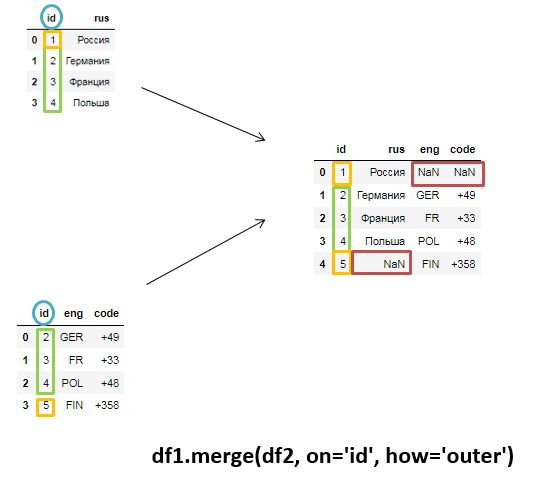 id rus
0 1 Россия
1 2 Германия
2 3 Франция
3 4 Польша
id rus eng code
0 1 Россия NaN NaN
1 2 Германия GER +49
2 3 Франция FR +33
3 4 Польша POL +48
4 5 NaN FIN +358
id eng code
0 2 GER +49
1 3 FR +33
2 4 POL +48
3 5 FIN +358
df1.merge(df2, on='id', how='outer')